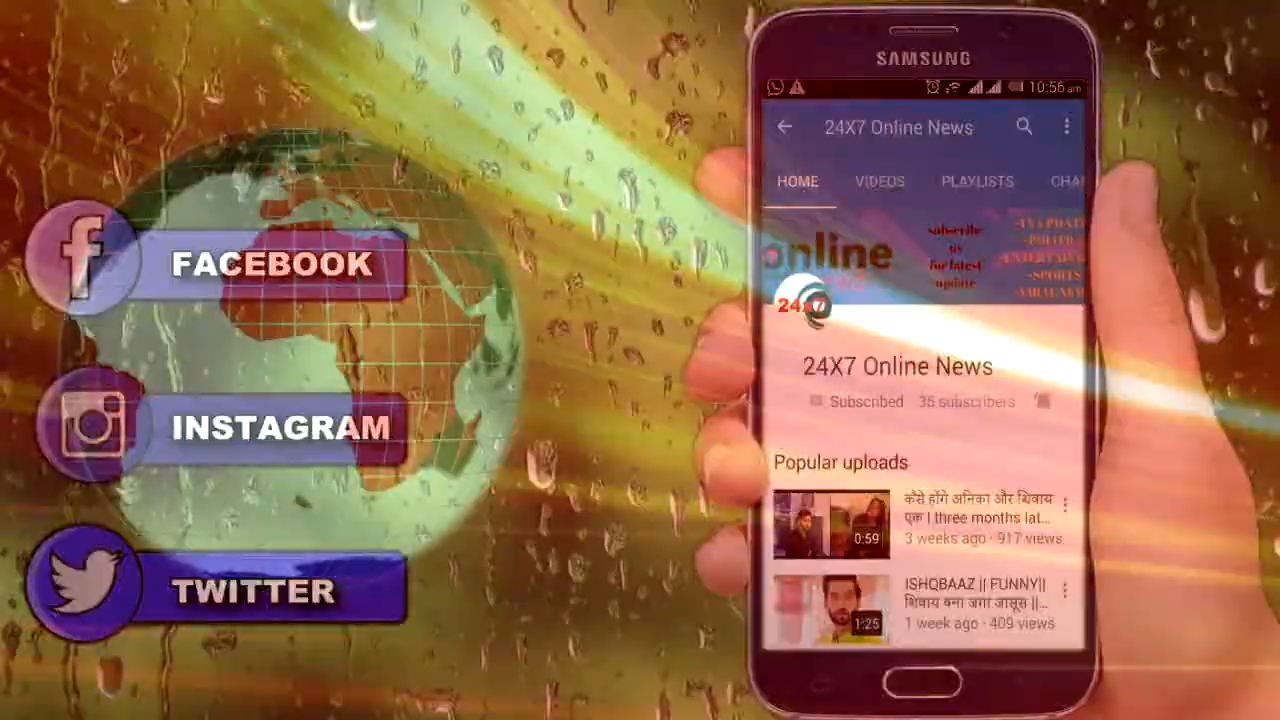 FACEBOOK
INSTAGRAM
TWITTER
SAMSUNG
10:56 am
24X7 Online News
HOME VIDEOS PLAYLISTS CHA
online
subscribe
us
for latest
update
24x7
24X7 Online News
Subscribed 35 subscribers
Popular uploads
कैसे होंगे अनिका और शिवाय
एक | three months lat...
3 weeks ago · 917 views
0:59
ISHQBAAZ || FUNNY||
शिवाय बना जगा जासूस ||...
1 week ago · 409 views
1:25